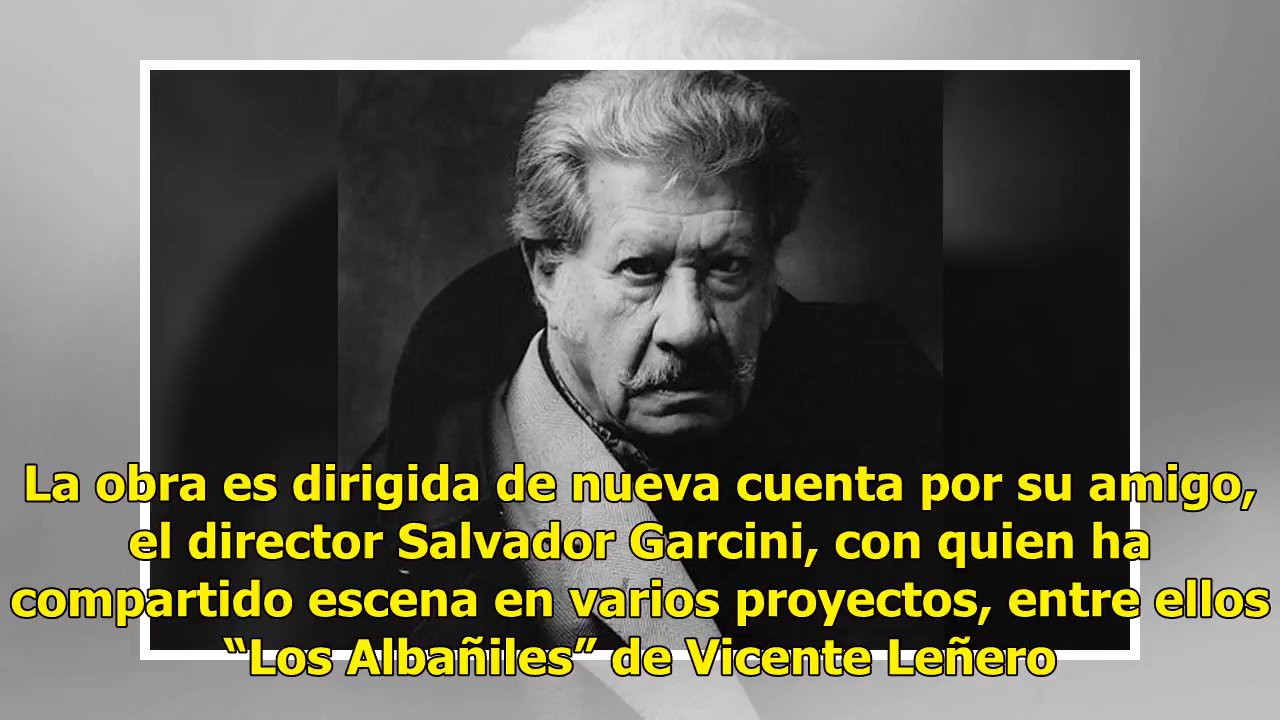 La obra es dirigida de nueva cuenta por su amigo,
el director Salvador Garcini, con quien ha
compartido escena en varios proyectos, entre ellos
“Los Albañiles” de Vicente Leñero